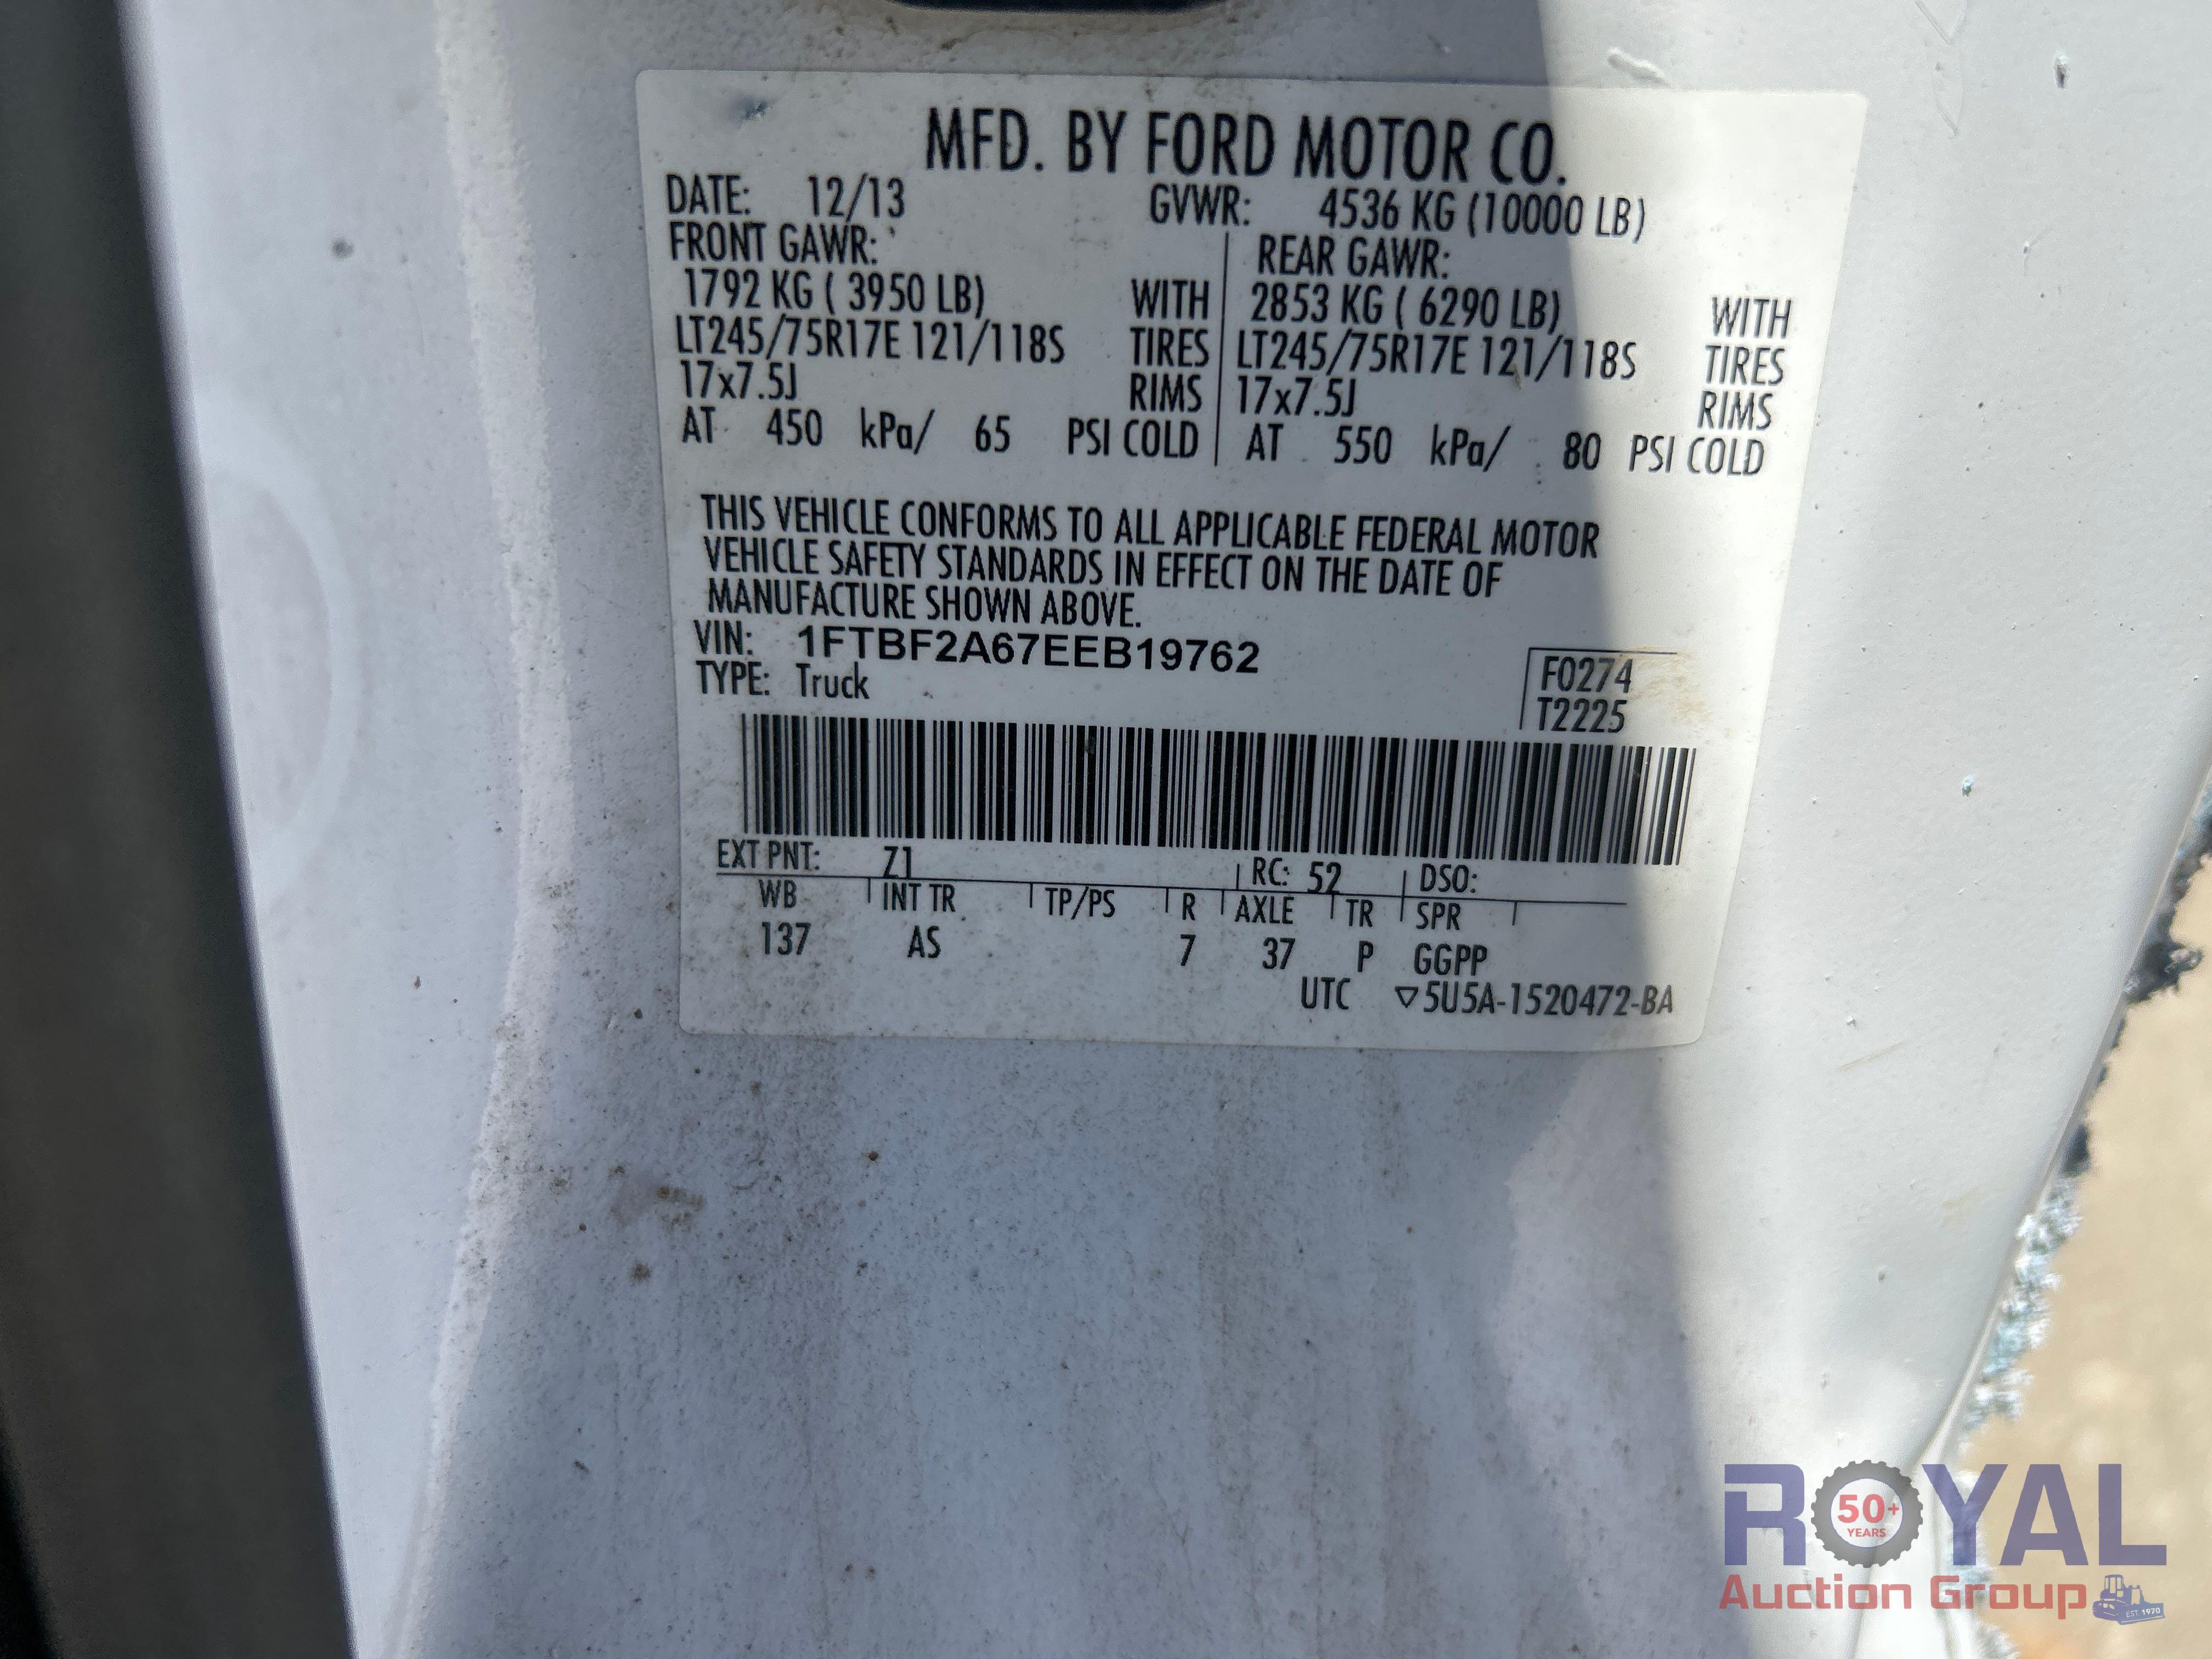 MFD. BY FORD MOTOR CO.
DATE: 12/13 GVWR: 4536 KG (10000 LB)
FRONT GAWR: REAR GAWR:
1792 KG ( 3950 LB) WITH 2853 KG ( 6290 LB) WITH
LT245/75R17E 121/118S TIRES LT245/75R17E 121/118S TIRES
17x7.5J RIMS 17x7.5J RIMS
AT 450 kPa/ 65 PSI COLD AT 550 kPa/ 80 PSI COLD
THIS VEHICLE CONFORMS TO ALL APPLICABLE FEDERAL MOTOR
VEHICLE SAFETY STANDARDS IN EFFECT ON THE DATE OF
MANUFACTURE SHOWN ABOVE.
VIN: 1FTBF2A67EEB19762
TYPE: Truck
F0274
T2225
EXT PNT: Z1 RC: 52 DSO:
WB INT TR TP/PS R AXLE TR SPR
137 AS 7 37 P GGPP
UTC ▽5U5A-1520472-BA
ROYAL
50+
YEARS
Auction Group
EST. 1970